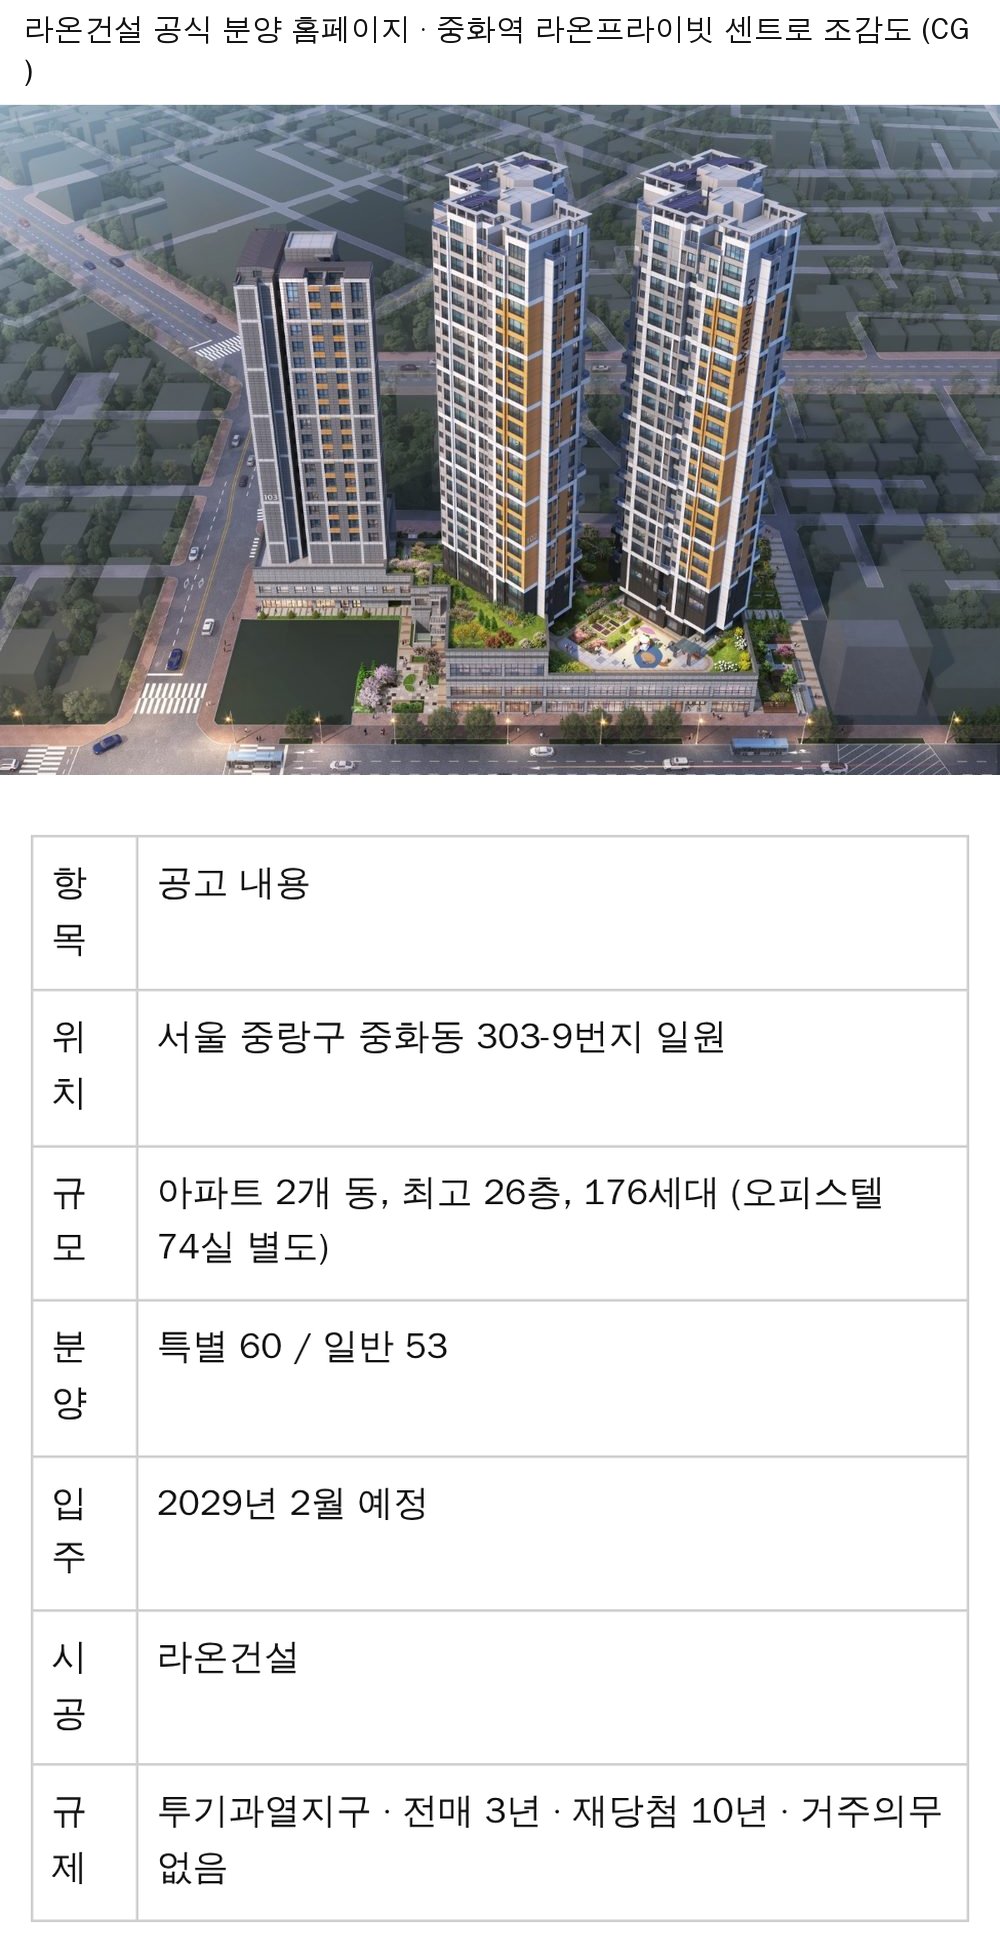 라온건설 공식 분양 홈페이지 · 중화역 라온프라이빗 센트로 조감도 (CG
)
103
항
목
공고 내용
위
치
서울 중랑구 중화동 303-9번지 일원
규
모
아파트 2개 동, 최고 26층, 176세대 (오피스텔
74실 별도)
분
양
특별 60 / 일반 53
입
주
2029년 2월 예정
시
공
라온건설
규
제
투기과열지구 · 전매 3년 · 재당첨 10년 · 거주의무
없음